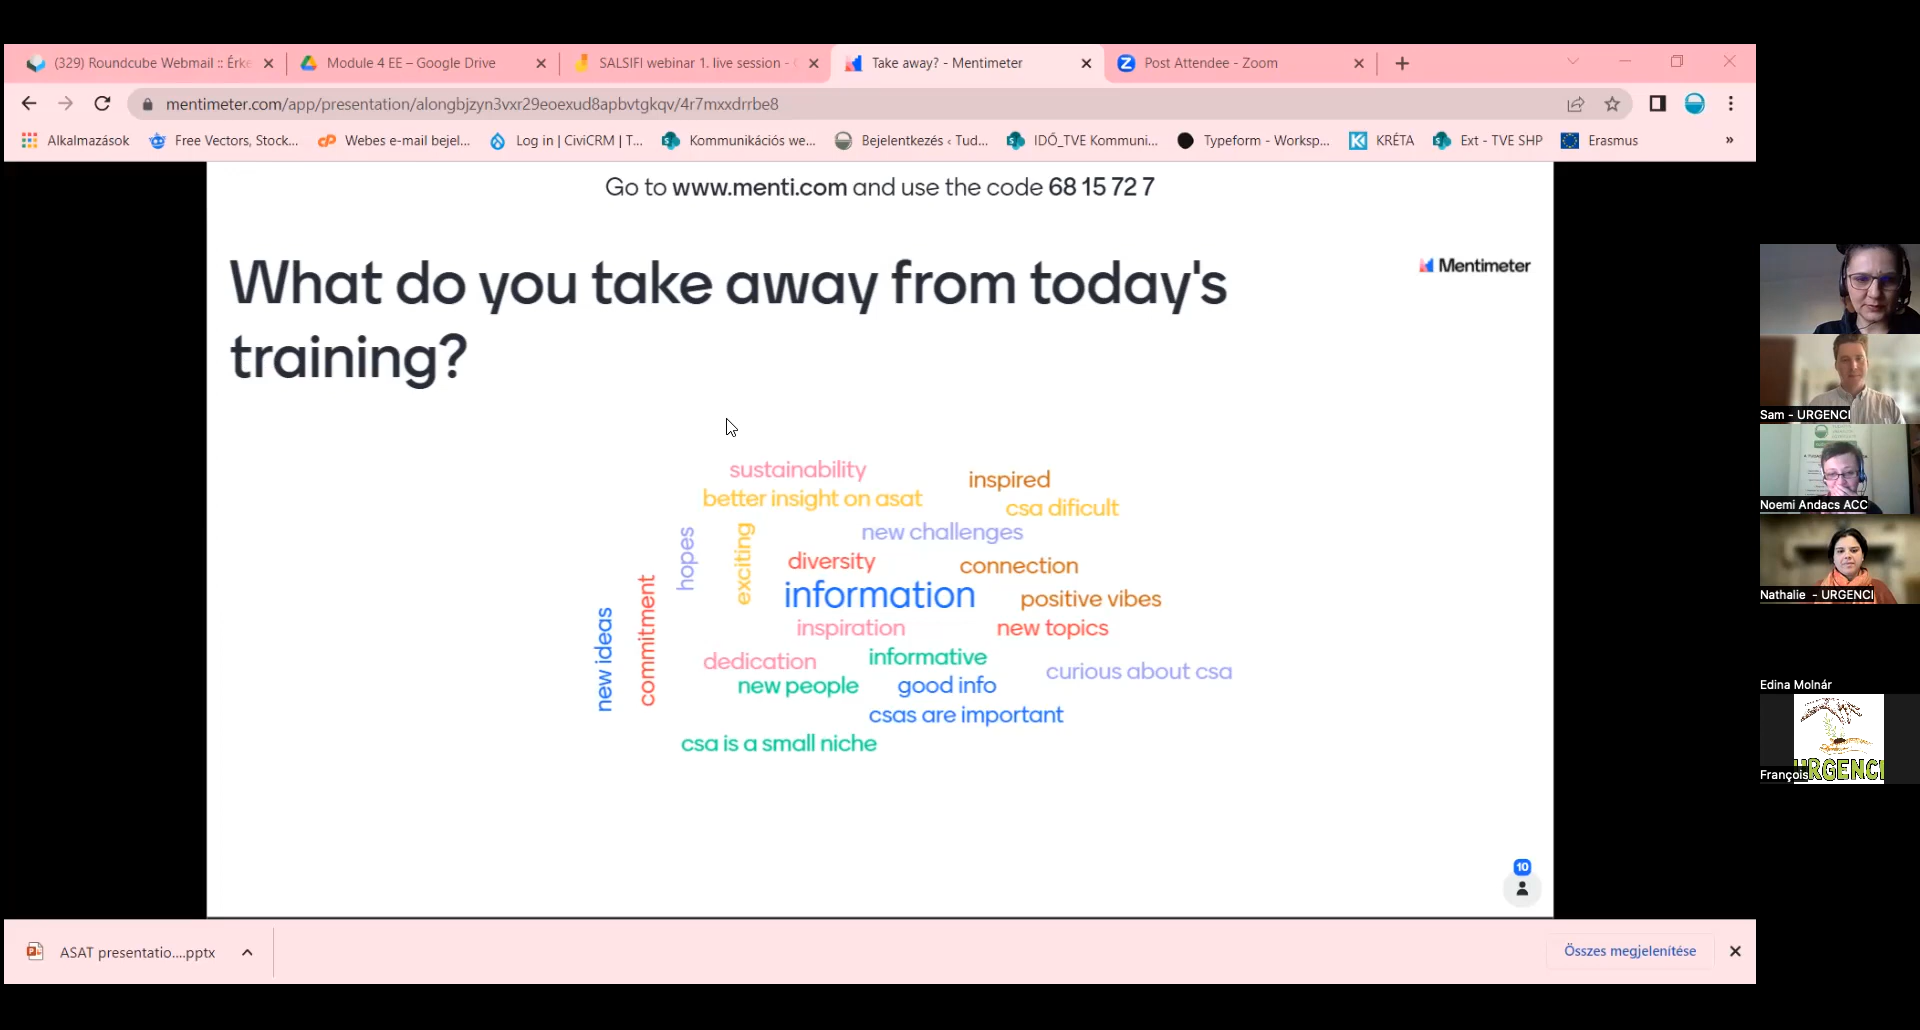 (329) Roundcube Webmail :: Érke
Module 4 EE – Google Drive
SALSIFI webinar 1. live session -
Take away? - Mentimeter
Post Attendee - Zoom
mentimeter.com/app/presentation/alongbjzyn3vxr29eoexud8apbvtgkqv/4r7mxxdrrbe8
Alkalmazások
Free Vectors, Stock...
Webes e-mail bejel...
Log in | CiviCRM | T...
Kommunikációs we...
Bejelentkezés ‹ Tud...
IDŐ_TVE Kommuni...
Typeform - Worksp...
KRÉTA
Ext - TVE SHP
Erasmus
»
Go to www.menti.com and use the code 68 15 72 7
What do you take away from today's
training?
Mentimeter
sustainability
inspired
better insight on asat
csa dificult
new challenges
hopes
exciting
diversity
connection
information
positive vibes
commitment
new ideas
inspiration
new topics
informative
dedication
curious about csa
new people
good info
csas are important
csa is a small niche
10
Sam - URGENCI
Noemi Andacs ACC
Nathalie - URGENCI
Edina Molnár
URGENCI
François
ASAT presentatio....pptx
Összes megjelenítése